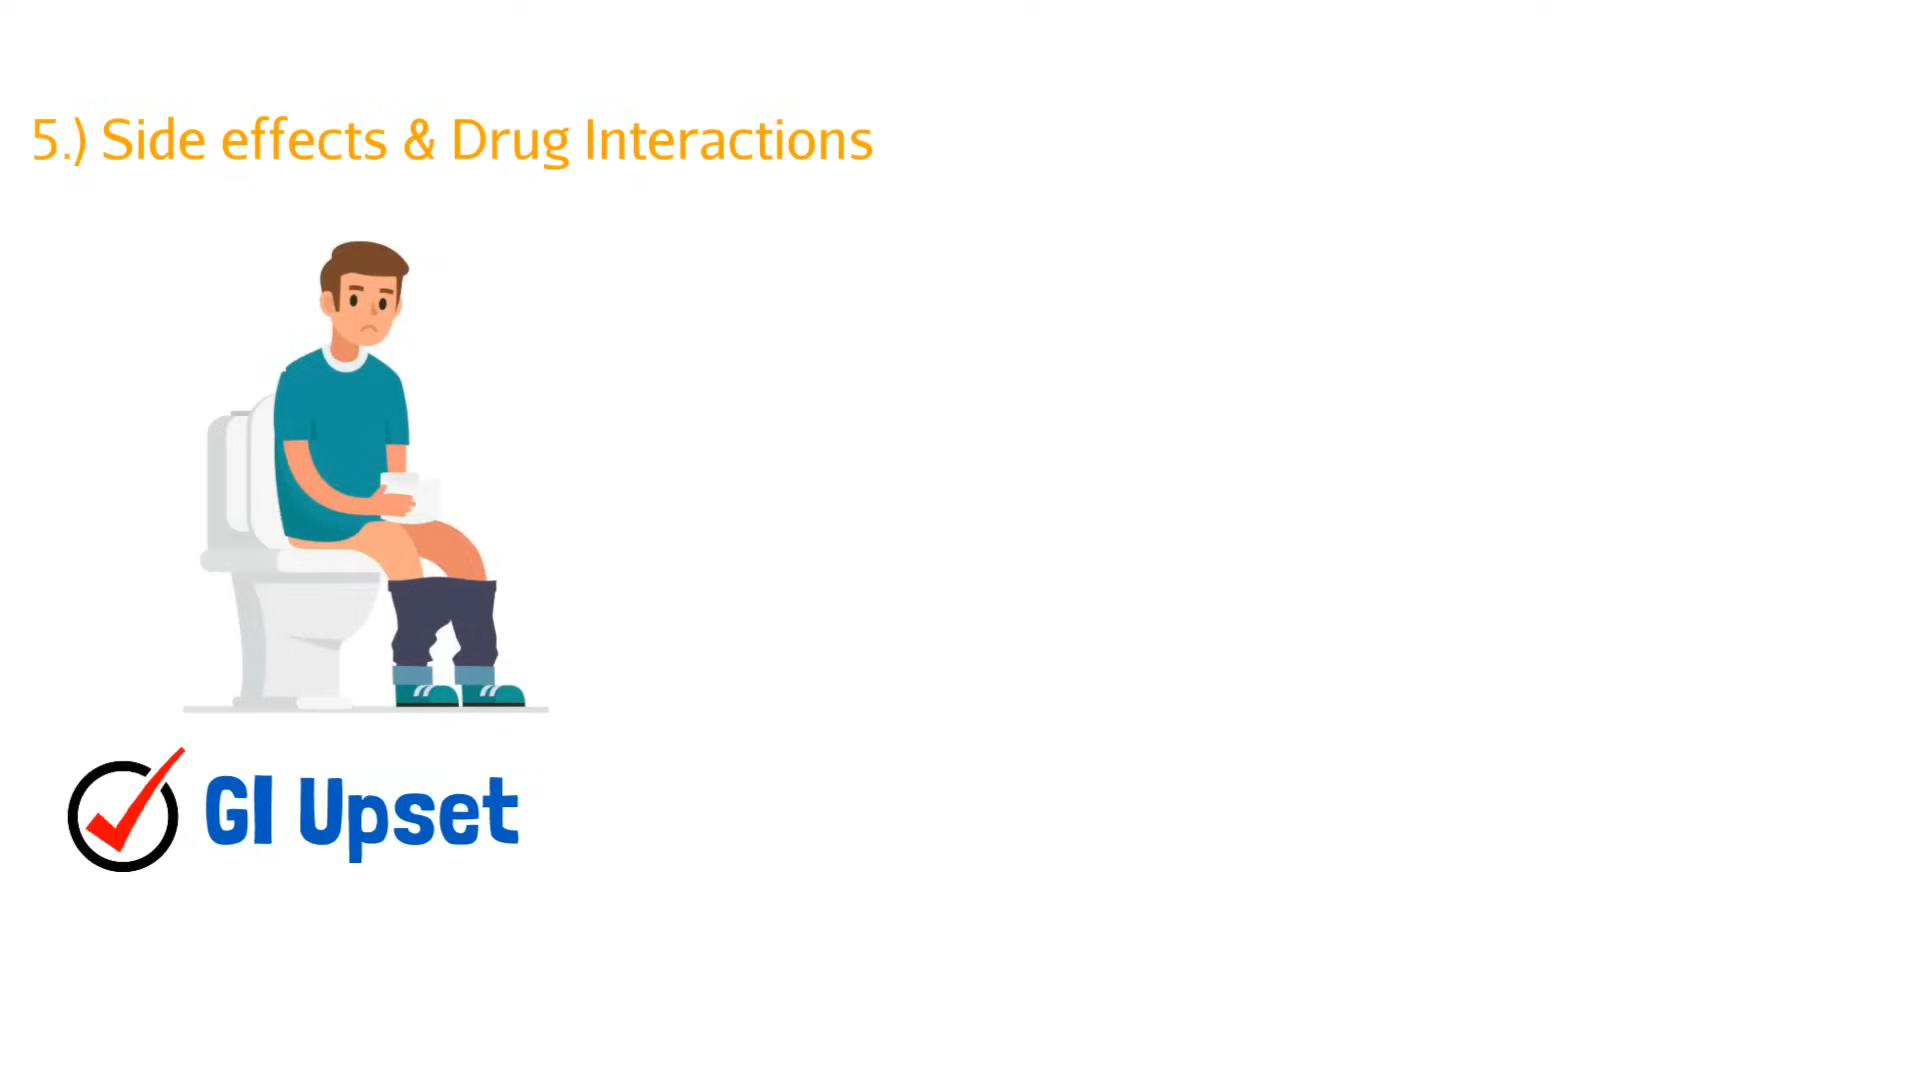 5.) Side effects & Drug Interactions
GI Upset